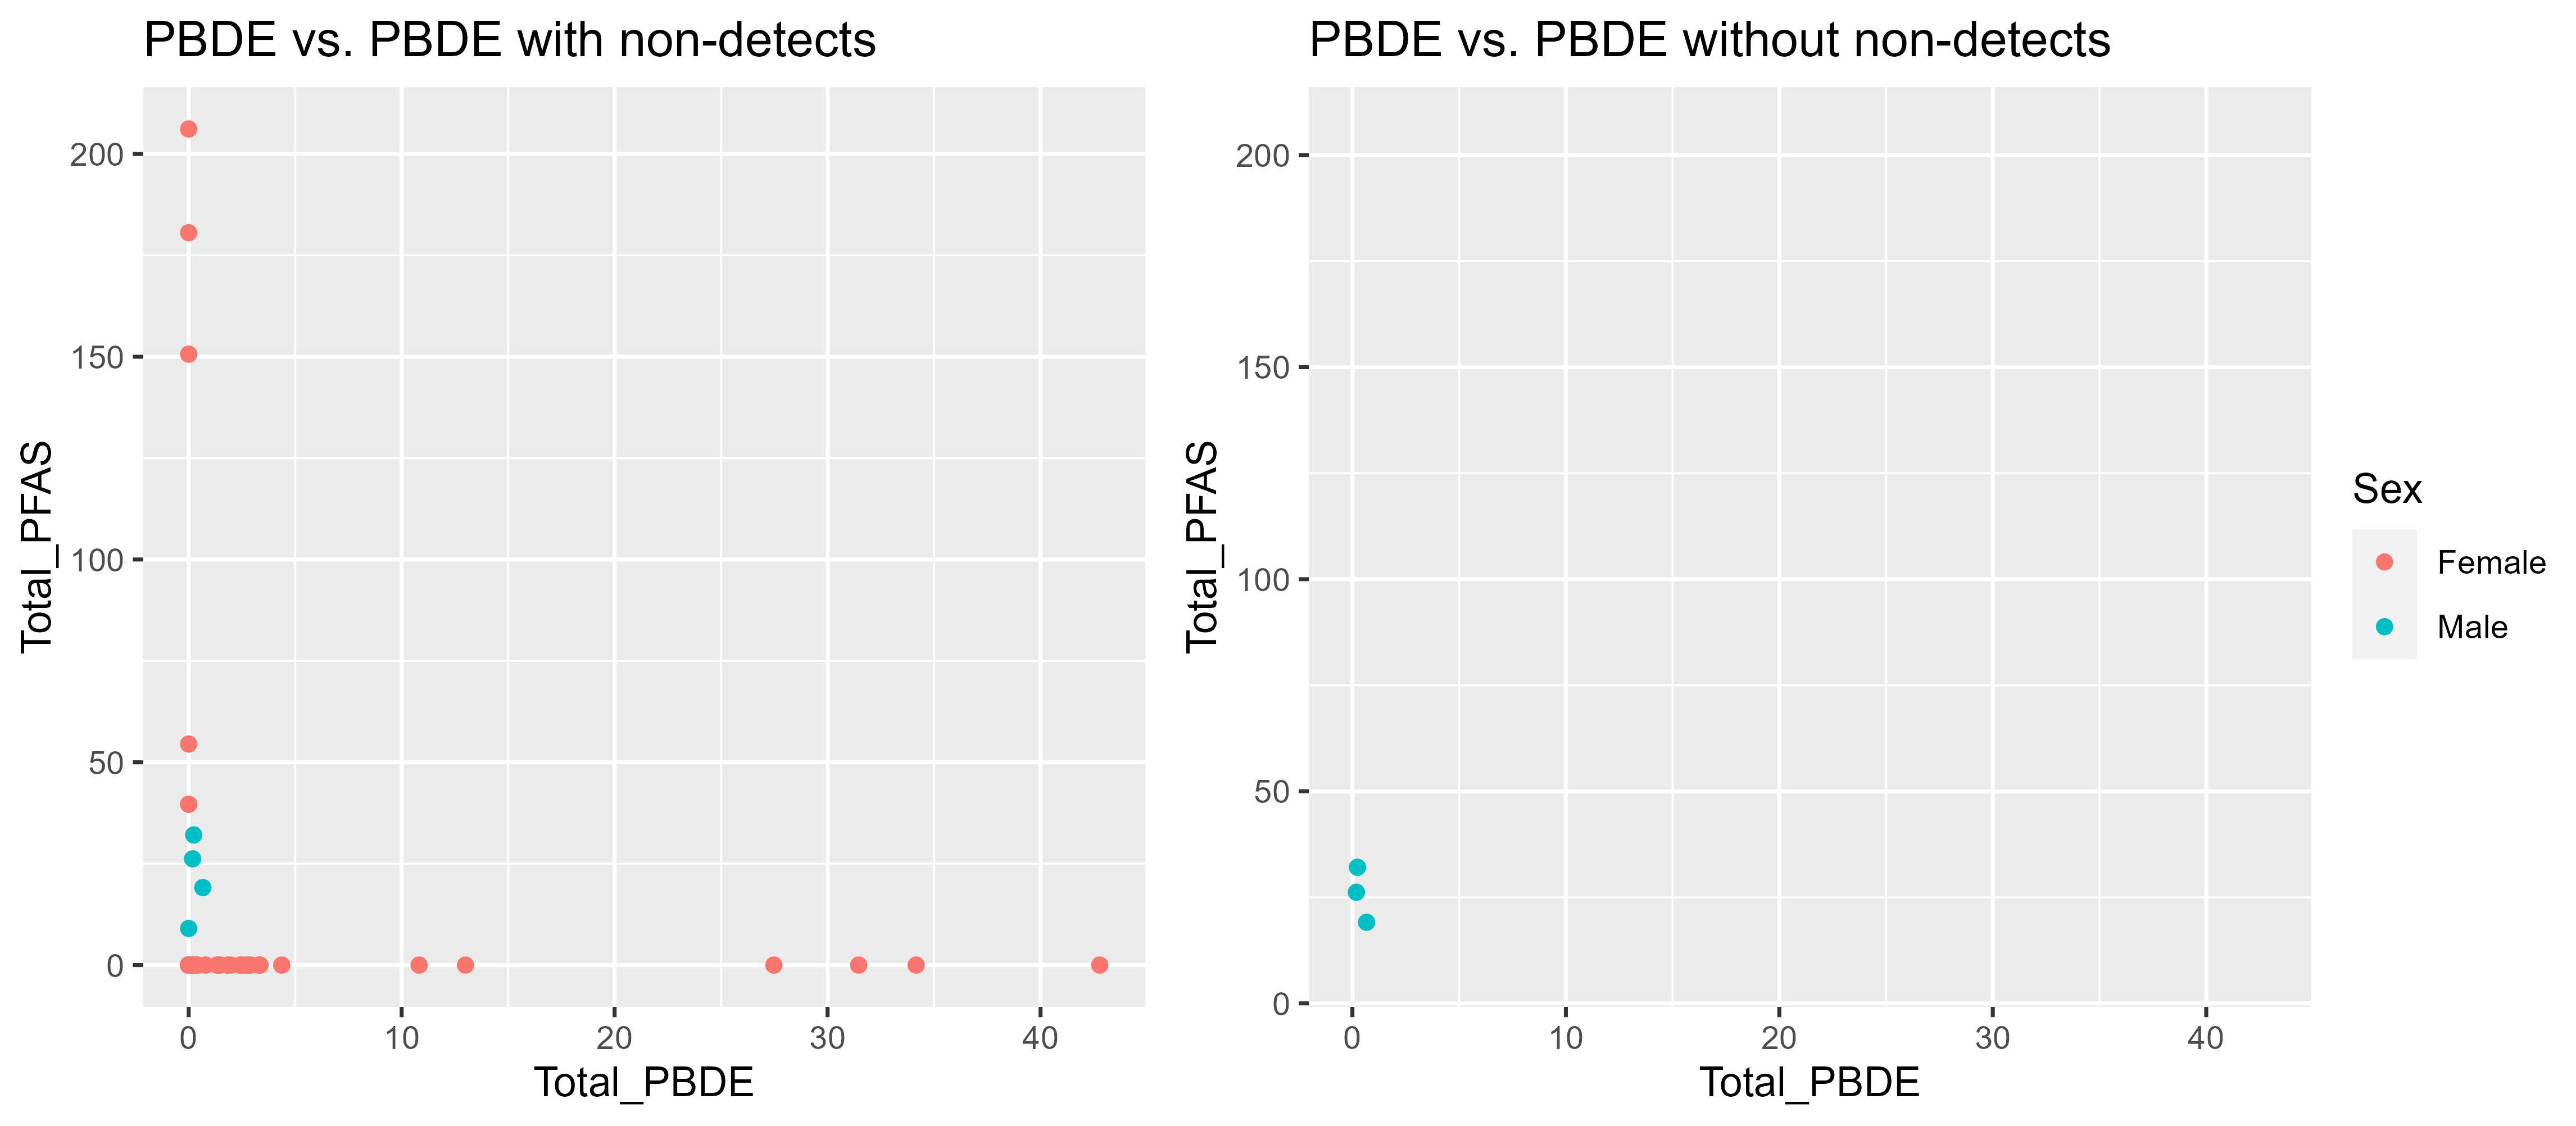 PBDE vs. PBDE with non-detects
Total_PFAS
200
150
100
50
0
0 10 20 30 40
Total_PBDE
PBDE vs. PBDE without non-detects
Total_PFAS
200
150
100
50
0
0 10 20 30 40
Total_PBDE
Sex
Female
Male